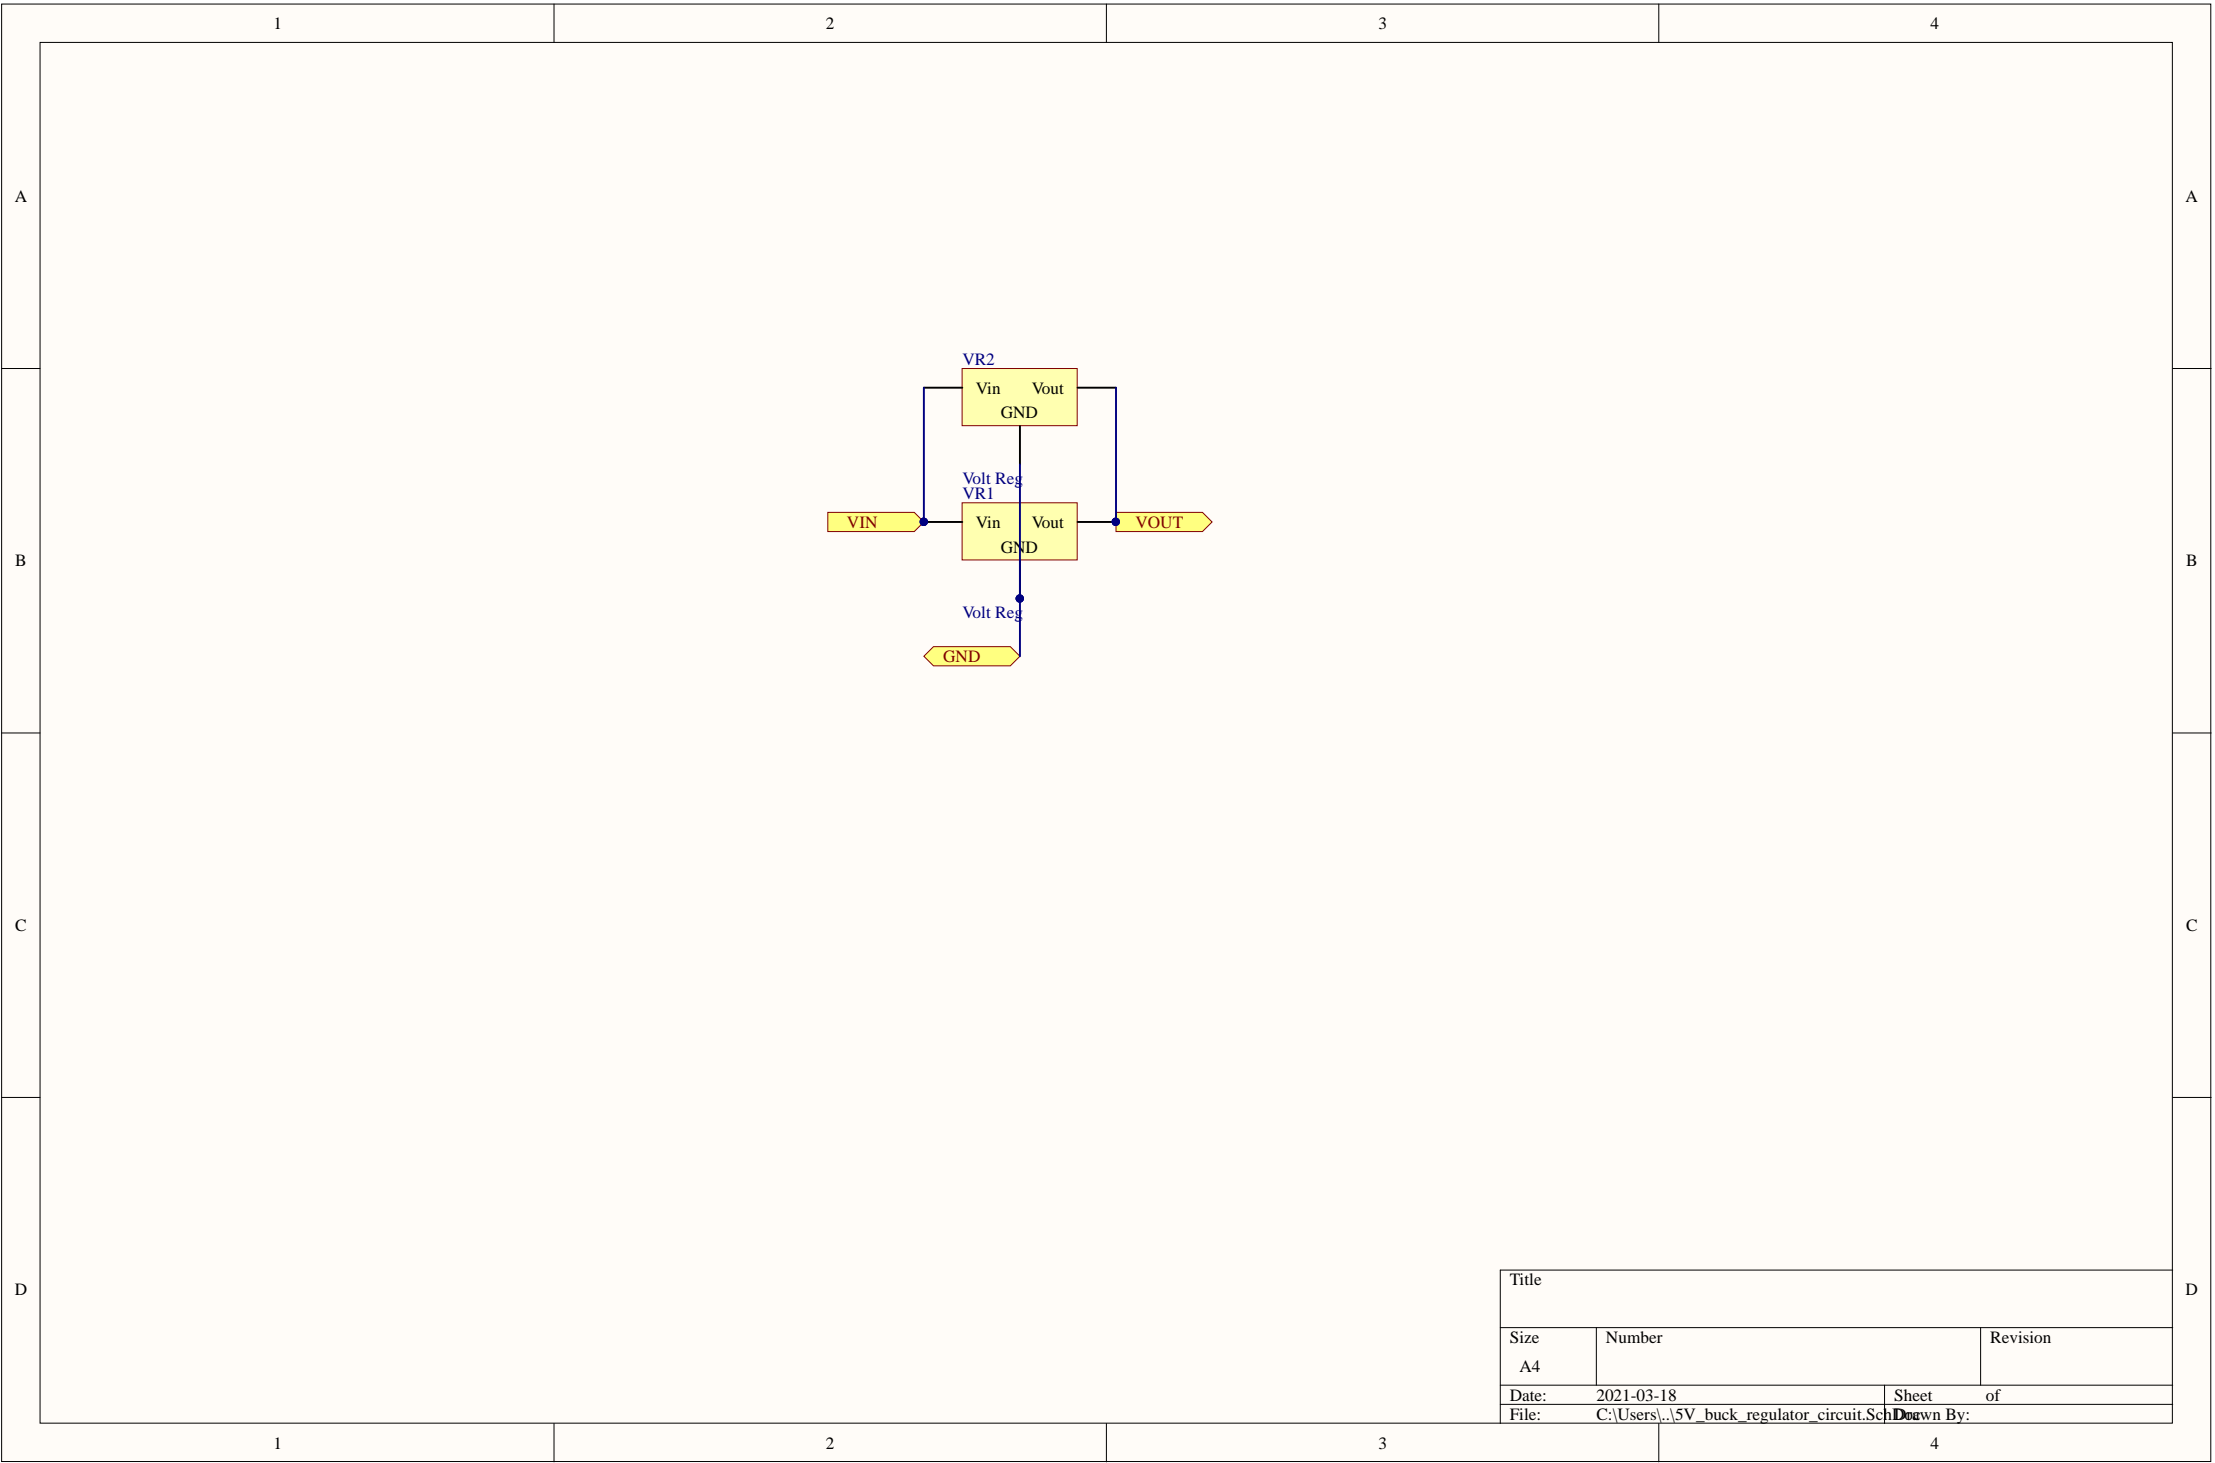 1 2 3 4
A A
VR2
Vin Vout
GND
Volt Reg
VR1
VIN Vin Vout VOUT
GND
B B
Volt Reg
GND
C C
Title
D D
Size Number Revision
A4
Date: 2021-03-18 Sheet of
File: C:\Users\..\5V_buck_regulator_circuit.SchDoc Drawn By:
1 2 3 4